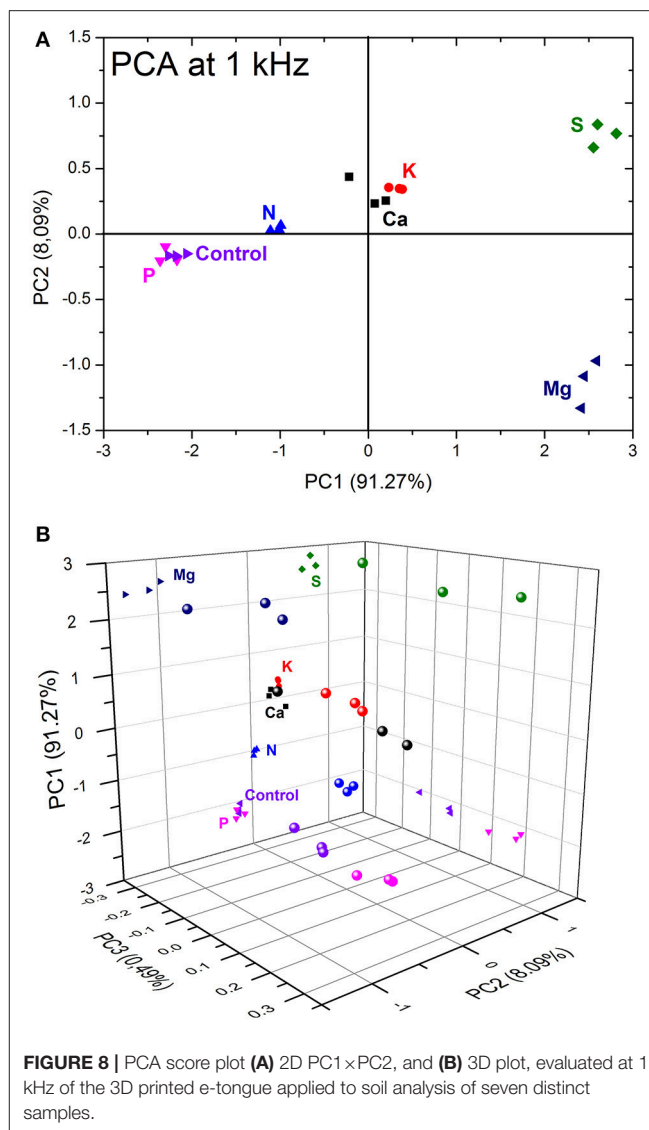 A
PCA at 1 kHz
1.5
1.0
0.5
0.0
-0.5
-1.0
-1.5
PC2 (8,09%)
S
K
Ca
N
Control
P
Mg
-3 -2 -1 0 1 2 3
PC1 (91.27%)
B
3
2
1
0
-1
-2
-3
PC1 (91.27%)
Mg
S
K
Ca
N
Control
P
-0.3
-0.2
-0.1
0.0
0.1
0.2
0.3
PC3 (0,49%)
-1
0
1
PC2 (8.09%)
FIGURE 8 | PCA score plot (A) 2D PC1×PC2, and (B) 3D plot, evaluated at 1
kHz of the 3D printed e-tongue applied to soil analysis of seven distinct
samples.